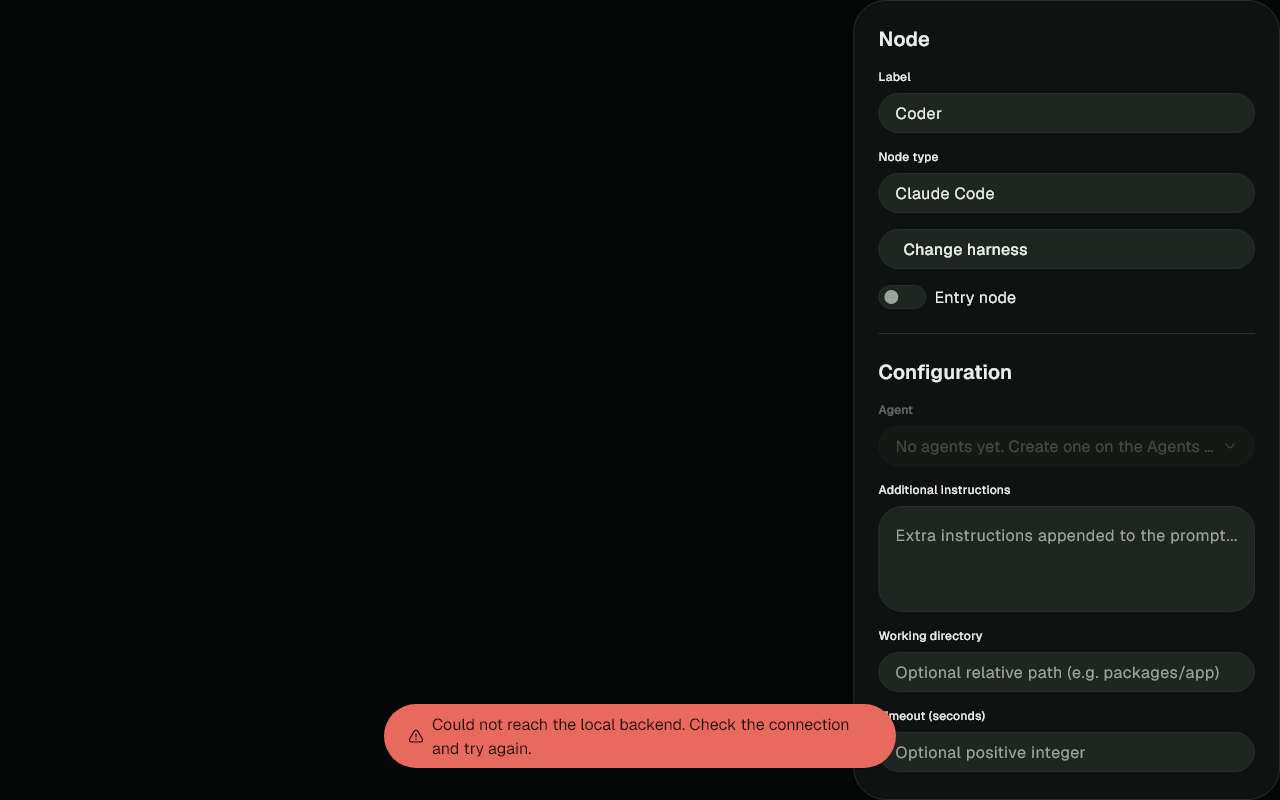 Node
Label
Coder
Node type
Claude Code
Change harness
Entry node
Configuration
Agent
No agents yet. Create one on the Agents ...
Additional instructions
Extra instructions appended to the prompt...
Working directory
Optional relative path (e.g. packages/app)
(seconds)
Optional positive integer
Could not reach the local backend. Check the connection
and try again.